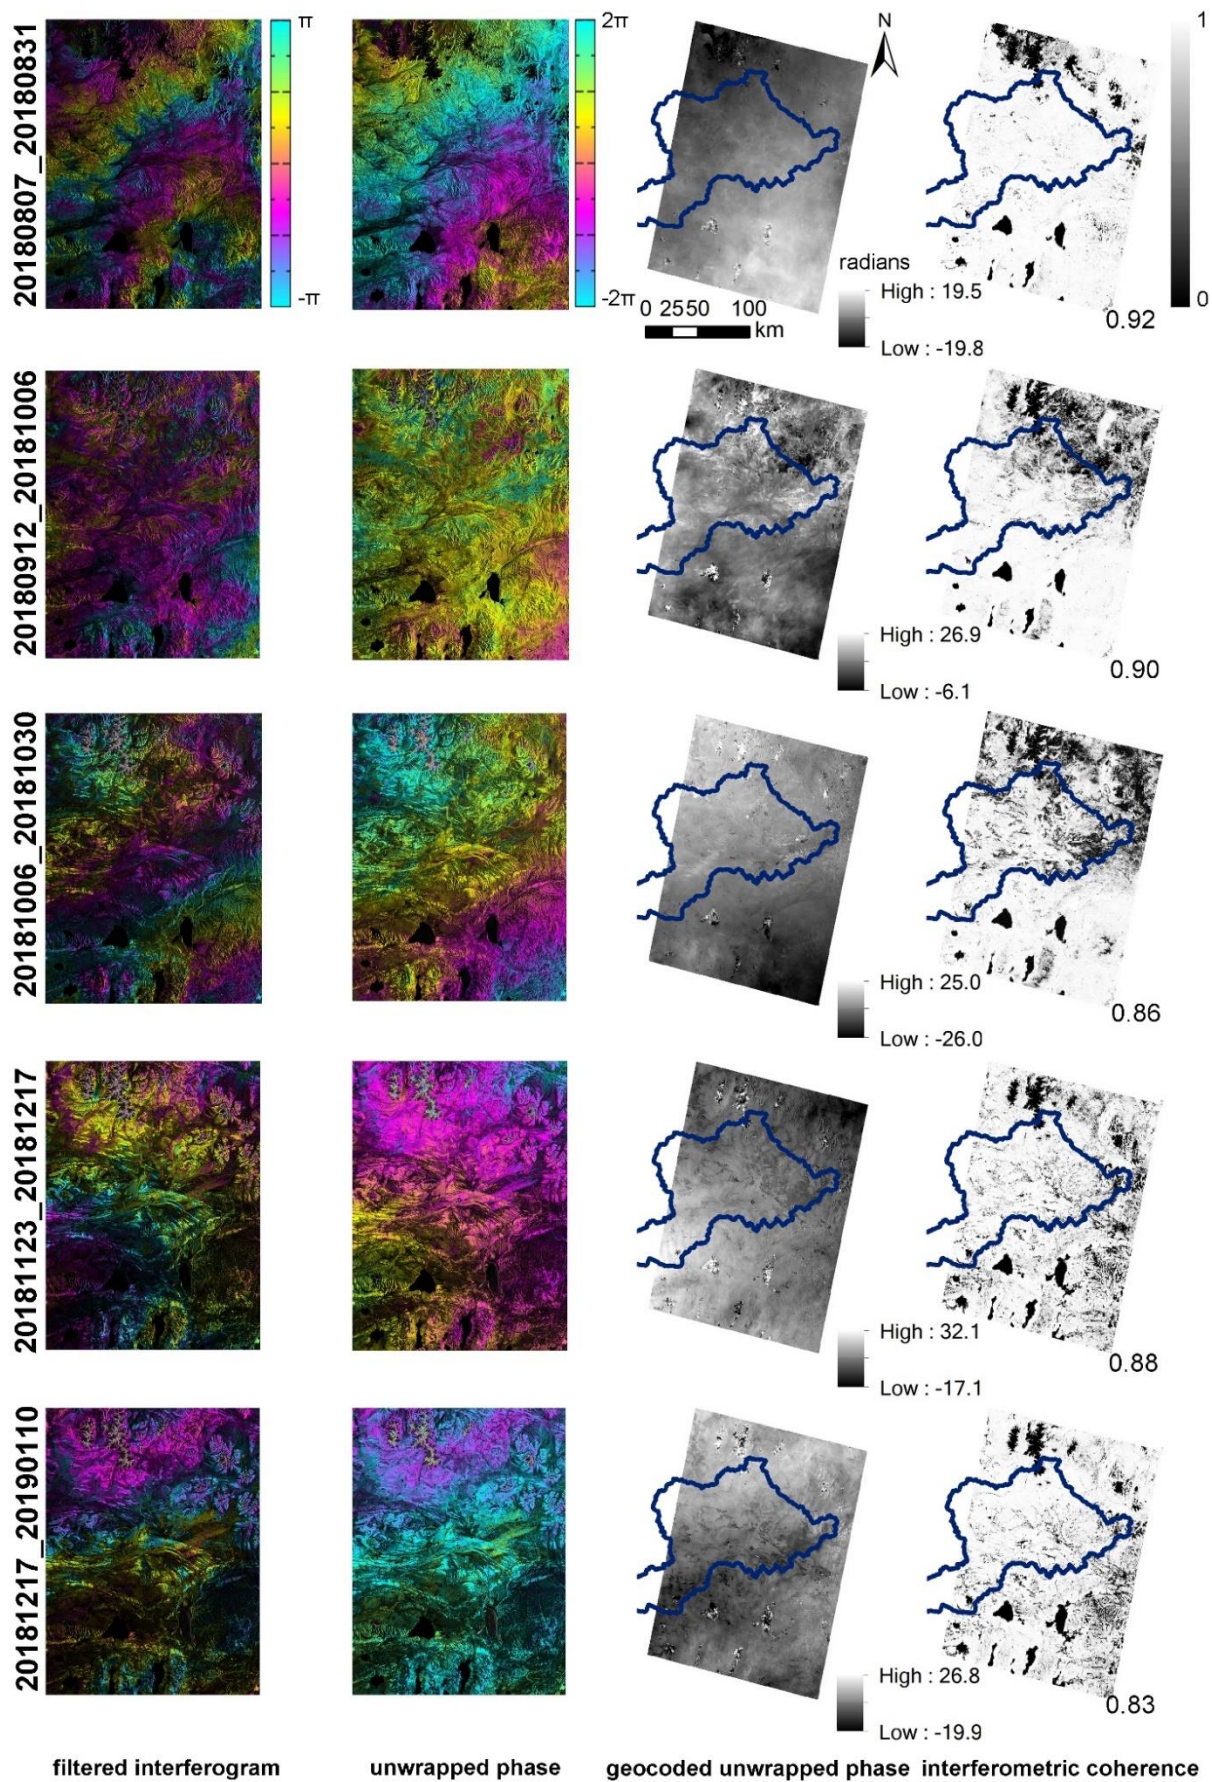 20180807_20180831
π
-π
2π
-2π
N
1
0
radians
High : 19.5
Low : -19.8
0 2550 100
km
0.92
20180912_20181006
High : 26.9
Low : -6.1
0.90
20181006_20181030
High : 25.0
Low : -26.0
0.86
20181123_20181217
High : 32.1
Low : -17.1
0.88
20181217_20190110
High : 26.8
Low : -19.9
0.83
filtered interferogram
unwrapped phase
geocoded unwrapped phase
interferometric coherence